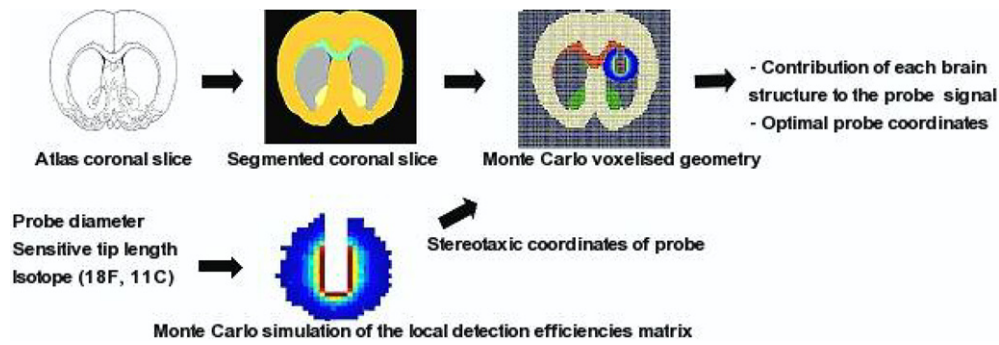 Atlas coronal slice
Segmented coronal slice
Monte Carlo voxelised geometry
- Contribution of each brain
structure to the probe signal
- Optimal probe coordinates
Probe diameter
Sensitive tip length
Isotope (18F, 11C)
Stereotaxic coordinates of probe
Monte Carlo simulation of the local detection efficiencies matrix